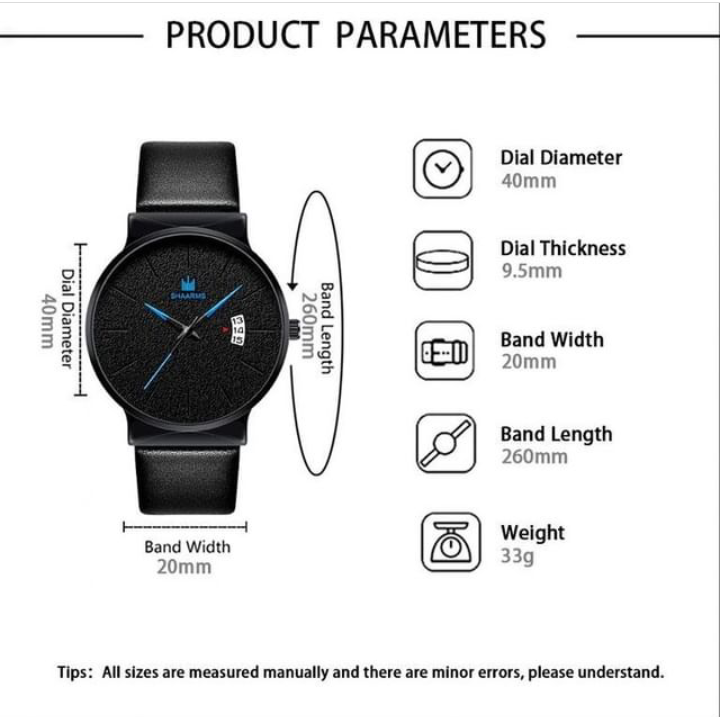 PRODUCT PARAMETERS
Dial Diameter
40mm
SHAARMS
13
14
15
Band Length
260mm
Band Width
20mm
Dial Diameter
40mm
Dial Thickness
9.5mm
Band Width
20mm
Band Length
260mm
Weight
33g
Tips: All sizes are measured manually and there are minor errors, please understand.